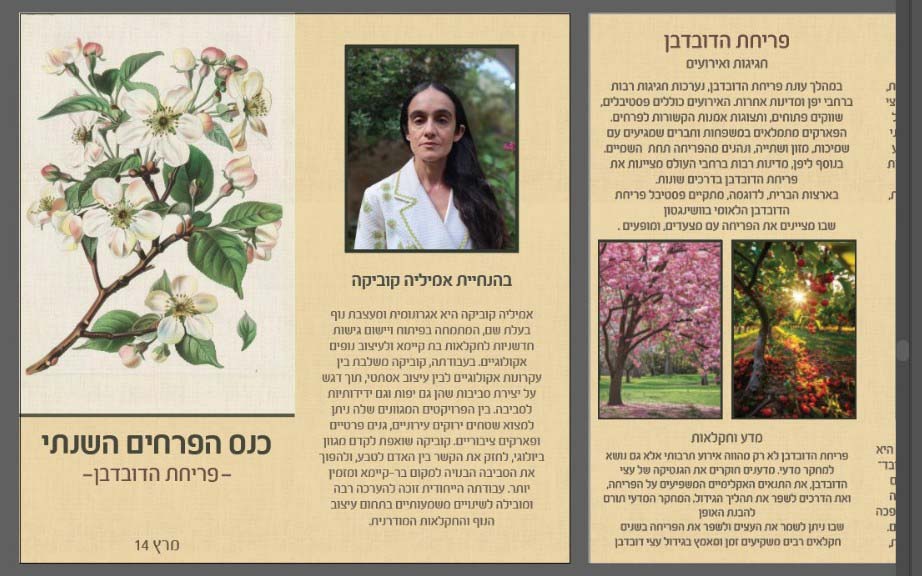 כנס הפרחים השנתי
–פריחת הדובדבן–
מרץ 14
בהנחיית אמיליה קוביקה
אמיליה קוביקה היא אגרונומית ומעצבת נוף
בעלת שם, המתמחה בפיתוח ויישום גישות
חדשניות לחקלאות בת קיימא ולעיצוב נופים
אקולוגיים. בעבודתה, קוביקה משלבת בין
עקרונות אקולוגיים לבין עיצוב אסתטי, תוך דגש
על יצירת סביבות שהן גם יפות וגם ידידותיות
לסביבה. בין הפרויקטים המגוונים שלה ניתן
למצוא שטחים ירוקים עירוניים, גנים פרטיים
ופארקים ציבוריים. קוביקה שואפת לקדם מגוון
ביולוגי, לחזק את הקשר בין האדם לטבע, ולהפוך
את הסביבה הבנויה למקום בר-קיימא ומזמין
יותר. עבודתה הייחודית זוכה להערכה רבה
ומובילה לשינויים משמעותיים בתחום עיצוב
הנוף והחקלאות המודרנית.
פריחת הדובדבן
חגיגות ואירועים
במהלך עונת פריחת הדובדבן, נערכות חגיגות רבות
ברחבי יפן ומדינות אחרות. האירועים כוללים פסטיבלים,
שווקים פתוחים, ותצוגות אמנות הקשורות לפרחים.
הפארקים מתמלאים במשפחות וחברים שמגיעים עם
שמיכות, מזון ושתייה, ונהנים מהפריחה תחת השמיים.
בנוסף ליפן, מדינות רבות ברחבי העולם מציינות את
פריחת הדובדבן בדרכים שונות.
בארצות הברית, לדוגמה, מתקיים פסטיבל פריחת
הדובדבן הלאומי בוושינגטון
שבו מציינים את הפריחה עם מצעדים, ומופעים .
מדע וחקלאות
פריחת הדובדבן לא רק מהווה אירוע תרבותי אלא גם נושא
למחקר מדעי. מדענים חוקרים את הגנטיקה של עצי
הדובדבן, את התנאים האקלימיים המשפיעים על הפריחה,
ואת הדרכים לשפר את תהליך הגידול, המחקר המדעי תורם
להבנת האופן
שבו ניתן לשמר את העצים ולשפר את הפריחה בשנים
חקלאים רבים משקיעים זמן ומאמץ בגידול עצי דובדבן
היא